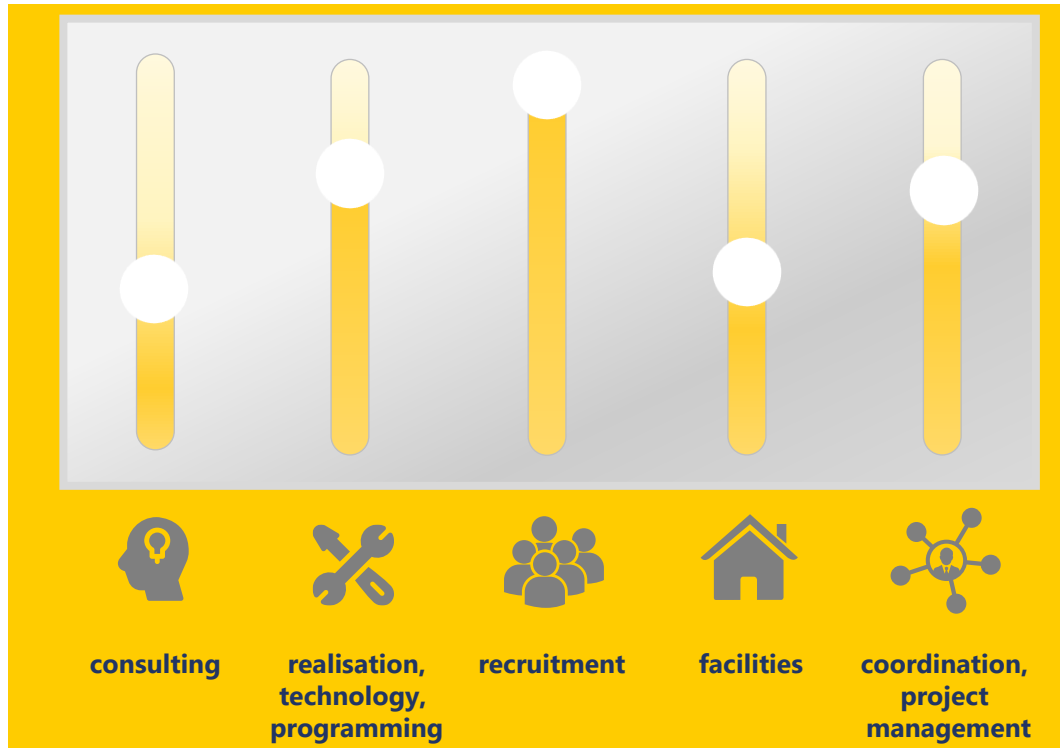 consulting
realisation,
technology,
programming
recruitment
facilities
coordination,
project
management